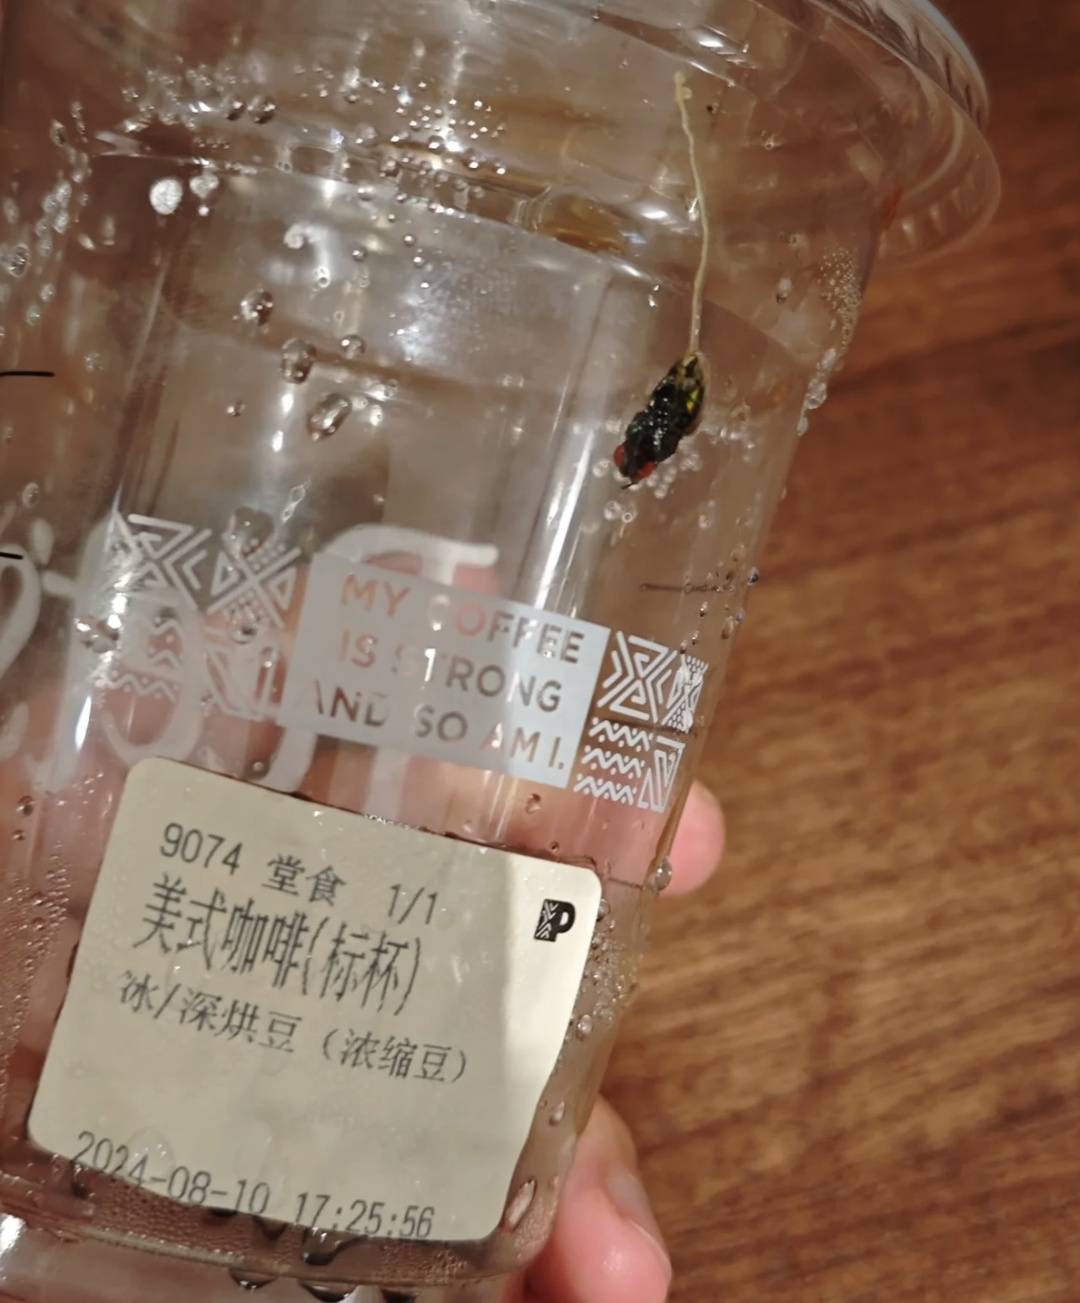 MY COFFEE
IS STRONG
AND SO AM I.
9074 堂食 1/1
美式咖啡(标杯)
冰/深烘豆（浓缩豆）
2024-08-10 17:25:56